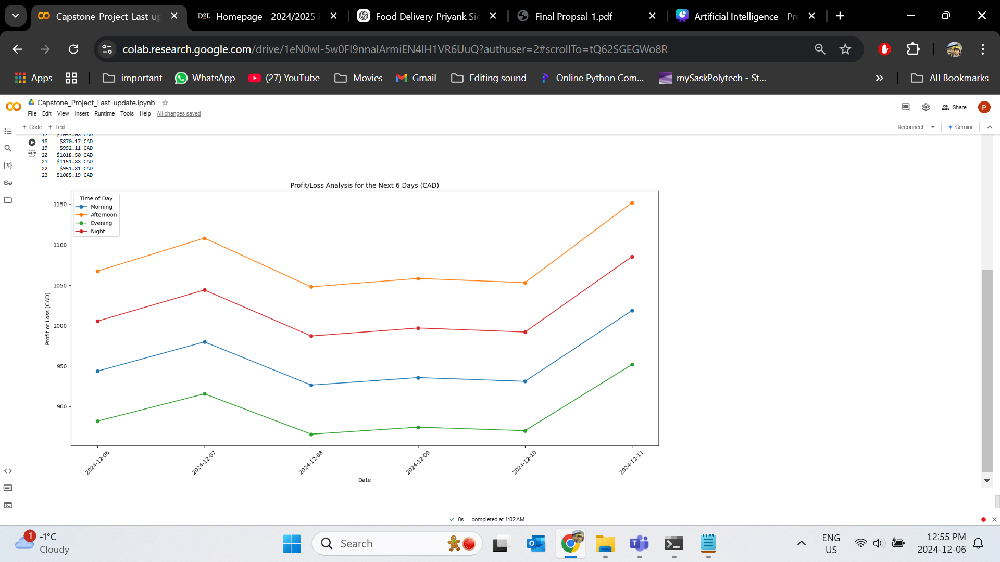 Capstone_Project_Last-up
D2L Homepage - 2024/2025
Food Delivery-Priyank Sid
Final Propsal-1.pdf
Artificial Intelligence - Pre
colab.research.google.com/drive/1eN0wl-5w0FI9nnalArmiEN4lH1VR6UuQ?authuser=2#scrollTo=tQ62SGEGWo8R
Apps
important
WhatsApp
(27) YouTube
Movies
Gmail
Editing sound
Online Python Com...
mySaskPolytech - St...
All Bookmarks
Capstone_Project_Last-update.ipynb
File Edit View Insert Runtime Tools Help All changes saved
Share
P
+ Code + Text
Reconnect
Gemini
17 $1053.08 CAD
18 $870.17 CAD
19 $992.11 CAD
20 $1018.50 CAD
21 $1151.88 CAD
22 $951.81 CAD
23 $1085.19 CAD
{x}
Profit/Loss Analysis for the Next 6 Days (CAD)
Time of Day
Morning
Afternoon
Evening
Night
1150
1100
1050
1000
950
900
Profit or Loss (CAD)
2024-12-06
2024-12-07
2024-12-08
2024-12-09
2024-12-10
2024-12-11
Date
0s completed at 1:02 AM
1
-1°C
Cloudy
Search
ENG
US
12:55 PM
2024-12-06